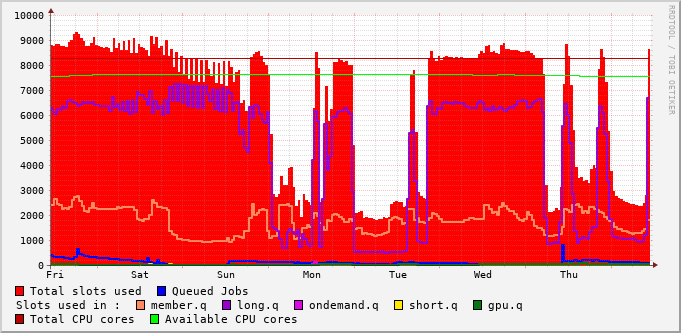 10000
9000
8000
7000
6000
5000
4000
3000
2000
1000
0
Fri Sat Sun Mon Tue Wed Thu
RRDTOOL / TOBI OETIKER
Total slots used Queued Jobs
Slots used in : member.q long.q ondemand.q short.q gpu.q
Total CPU cores Available CPU cores